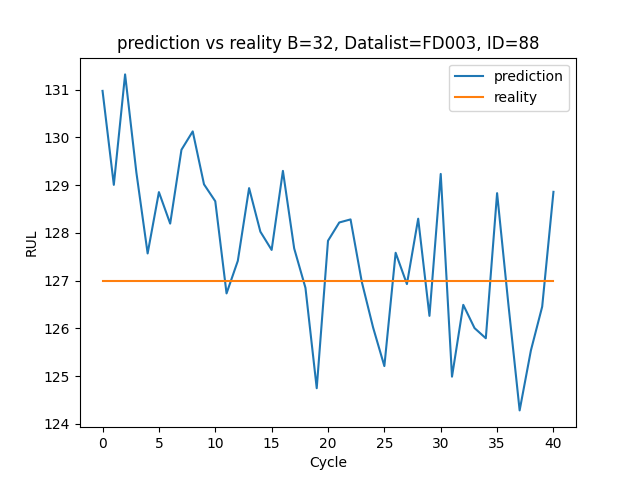 prediction vs reality B=32, Datalist=FD003, ID=88
prediction
reality
131
130
129
128
127
126
125
124
RUL
0 5 10 15 20 25 30 35 40
Cycle